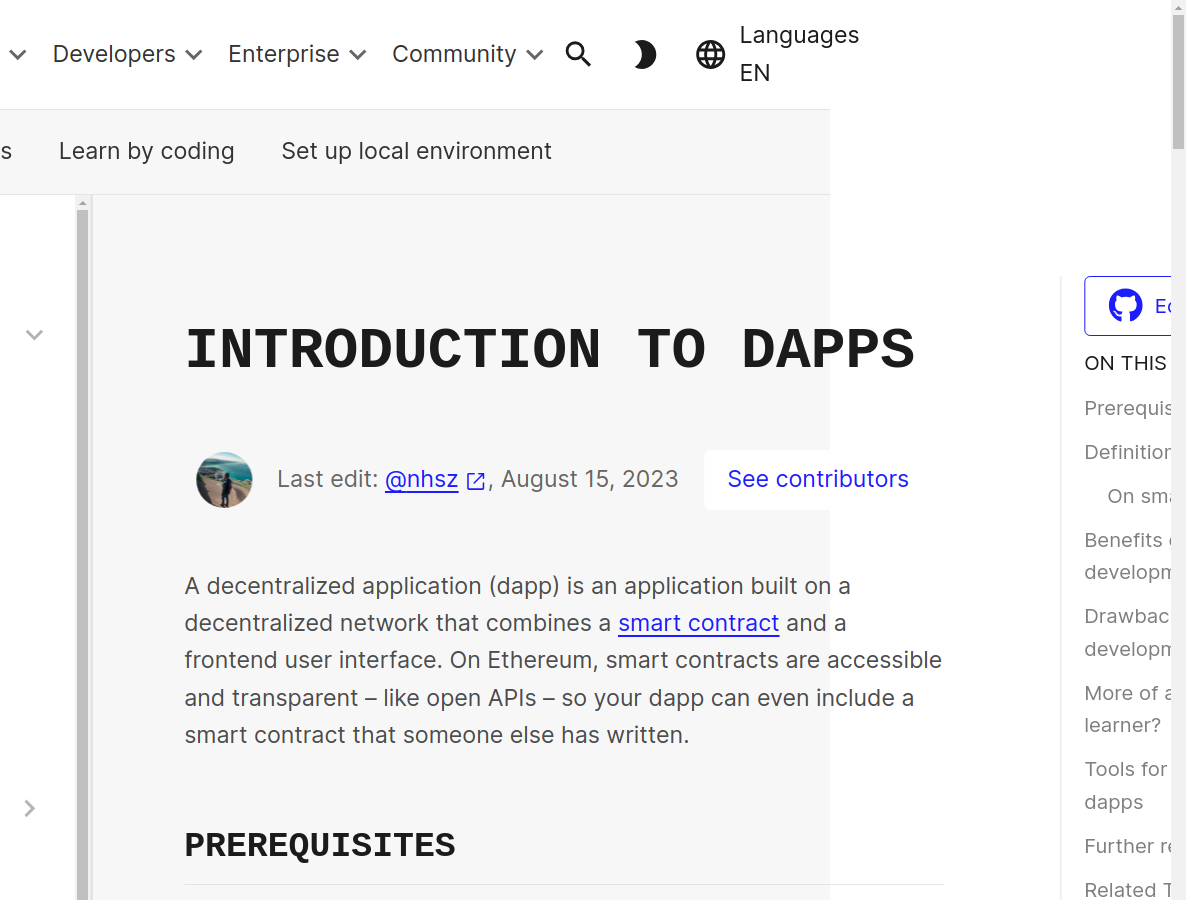 Developers
Enterprise
Community
Languages
EN
s
Learn by coding
Set up local environment
INTRODUCTION TO DAPPS
Last edit: @nhsz, August 15, 2023
See contributors
A decentralized application (dapp) is an application built on a
decentralized network that combines a smart contract and a
frontend user interface. On Ethereum, smart contracts are accessible
and transparent – like open APIs – so your dapp can even include a
smart contract that someone else has written.
PREREQUISITES
ON THIS
Prerequis
Definition
On sma
Benefits
developm
Drawbac
developm
More of a
learner?
Tools for
dapps
Further re
Related T